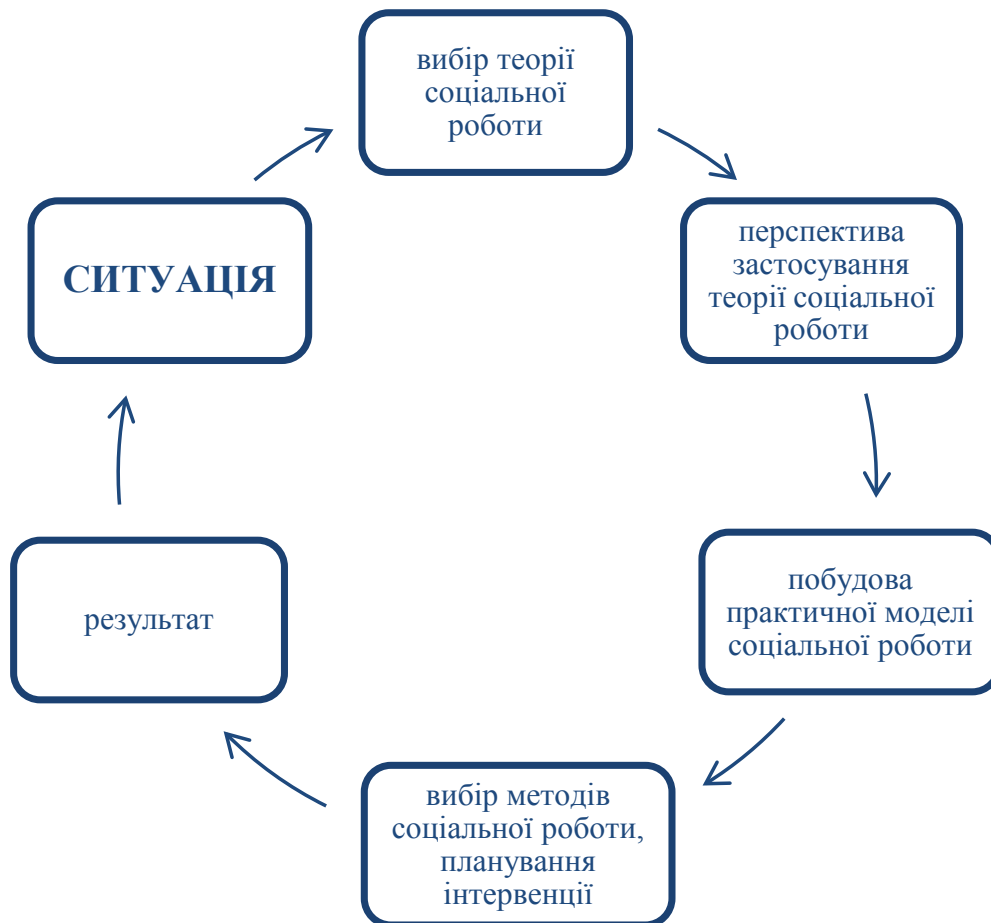 вибір теорії
соціальної
роботи
перспектива
застосування
теорії соціальної
роботи
побудова
практичної моделі
соціальної роботи
вибір методів
соціальної роботи,
планування
інтервенції
результат
СИТУАЦІЯ